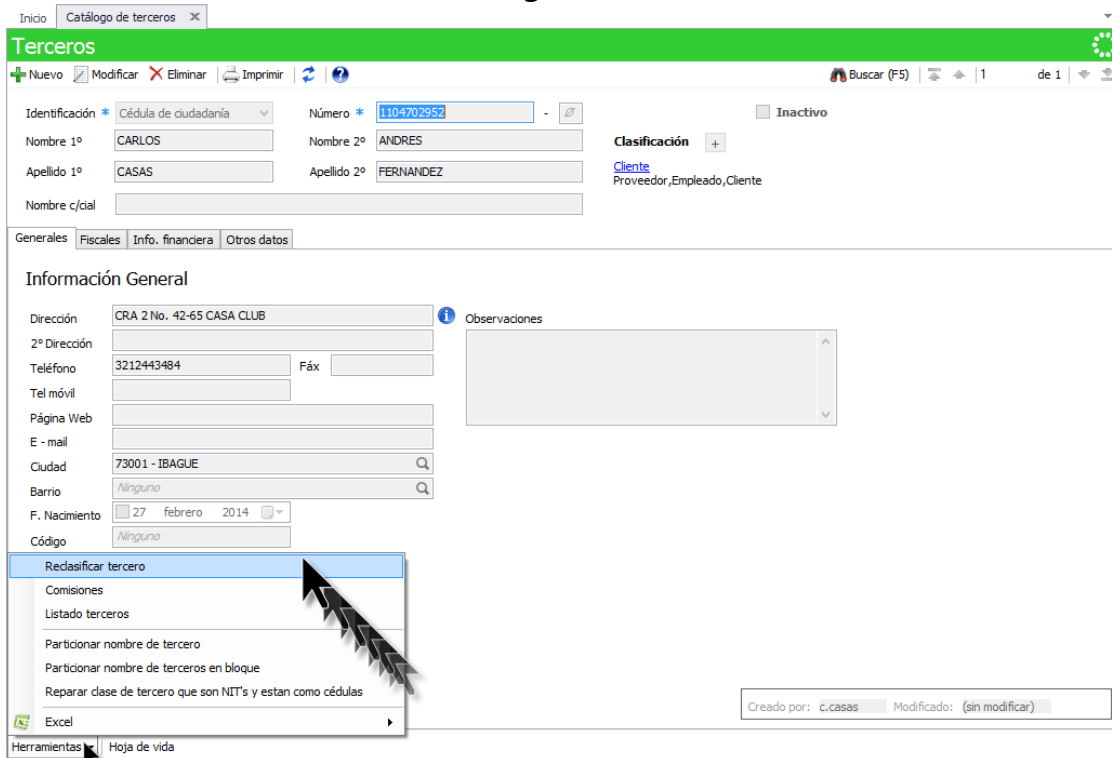 Inicio Catálogo de terceros
Terceros
Nuevo Modificar Eliminar Imprimir Buscar (F5) 1 de 1
Identificación * Cédula de ciudadanía Número * 1104702952 - Inactivo
Nombre 1º CARLOS Nombre 2º ANDRES Clasificación +
Apellido 1º CASAS Apellido 2º FERNANDEZ Cliente
Proveedor,Empleado,Cliente
Nombre c/cial
Generales Fiscales Info. financiera Otros datos
Información General
Dirección CRA 2 No. 42-65 CASA CLUB Observaciones
2º Dirección
Teléfono 3212443484 Fáx
Tel móvil
Página Web
E - mail
Ciudad 73001 - IBAGUE
Barrio Ninguno
F. Nacimiento 27 febrero 2014
Código Ninguno
Reclasificar tercero
Comisiones
Listado terceros
Particionar nombre de tercero
Particionar nombre de terceros en bloque
Reparar clase de tercero que son NIT's y estan como cédulas
Excel
Creado por: c.casas Modificado: (sin modificar)
Herramientas Hoja de vida